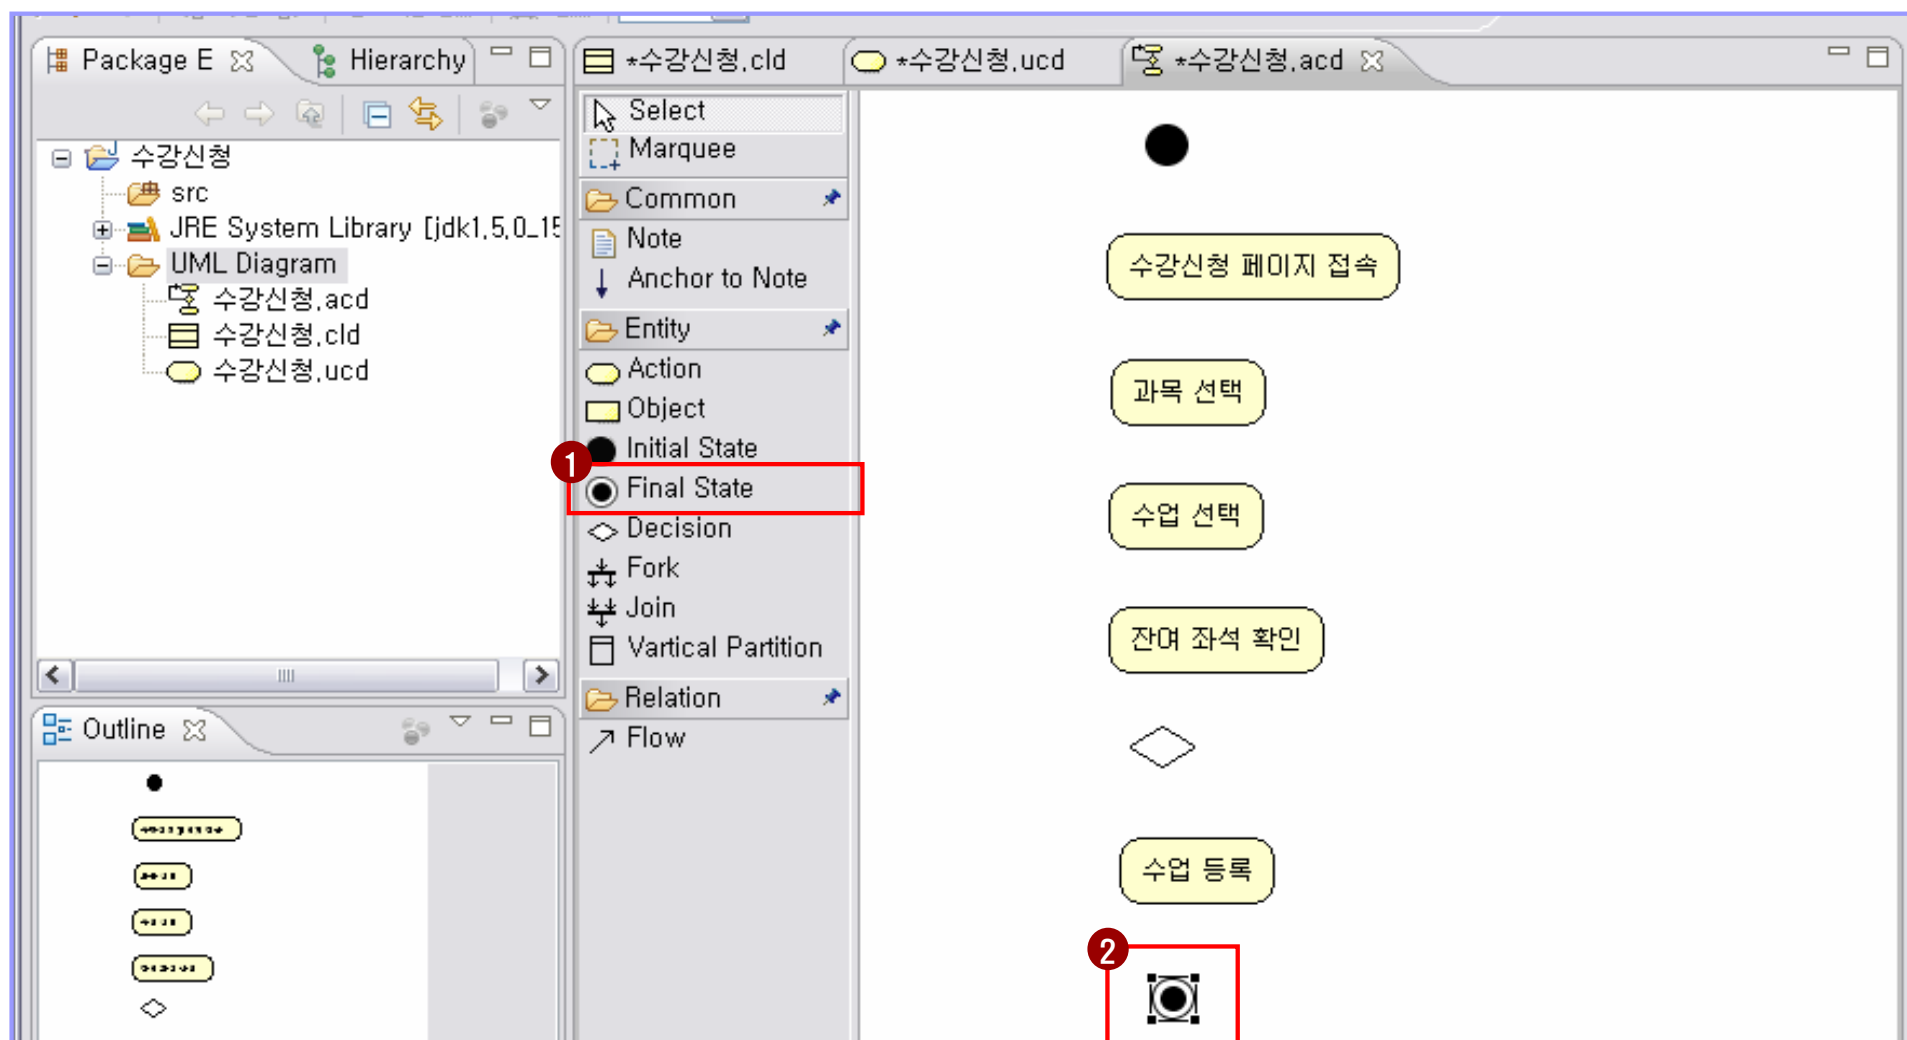 Package E
Hierarchy
*수강신청.cld
*수강신청.ucd
*수강신청.acd
수강신청
src
JRE System Library [jdk1.5.0_15
UML Diagram
수강신청.acd
수강신청.cld
수강신청.ucd
Outline
Select
Marquee
Common
Note
Anchor to Note
Entity
Action
Object
Initial State
1
Final State
Decision
Fork
Join
Vartical Partition
Relation
Flow
수강신청 페이지 접속
과목 선택
수업 선택
잔여 좌석 확인
수업 등록
2